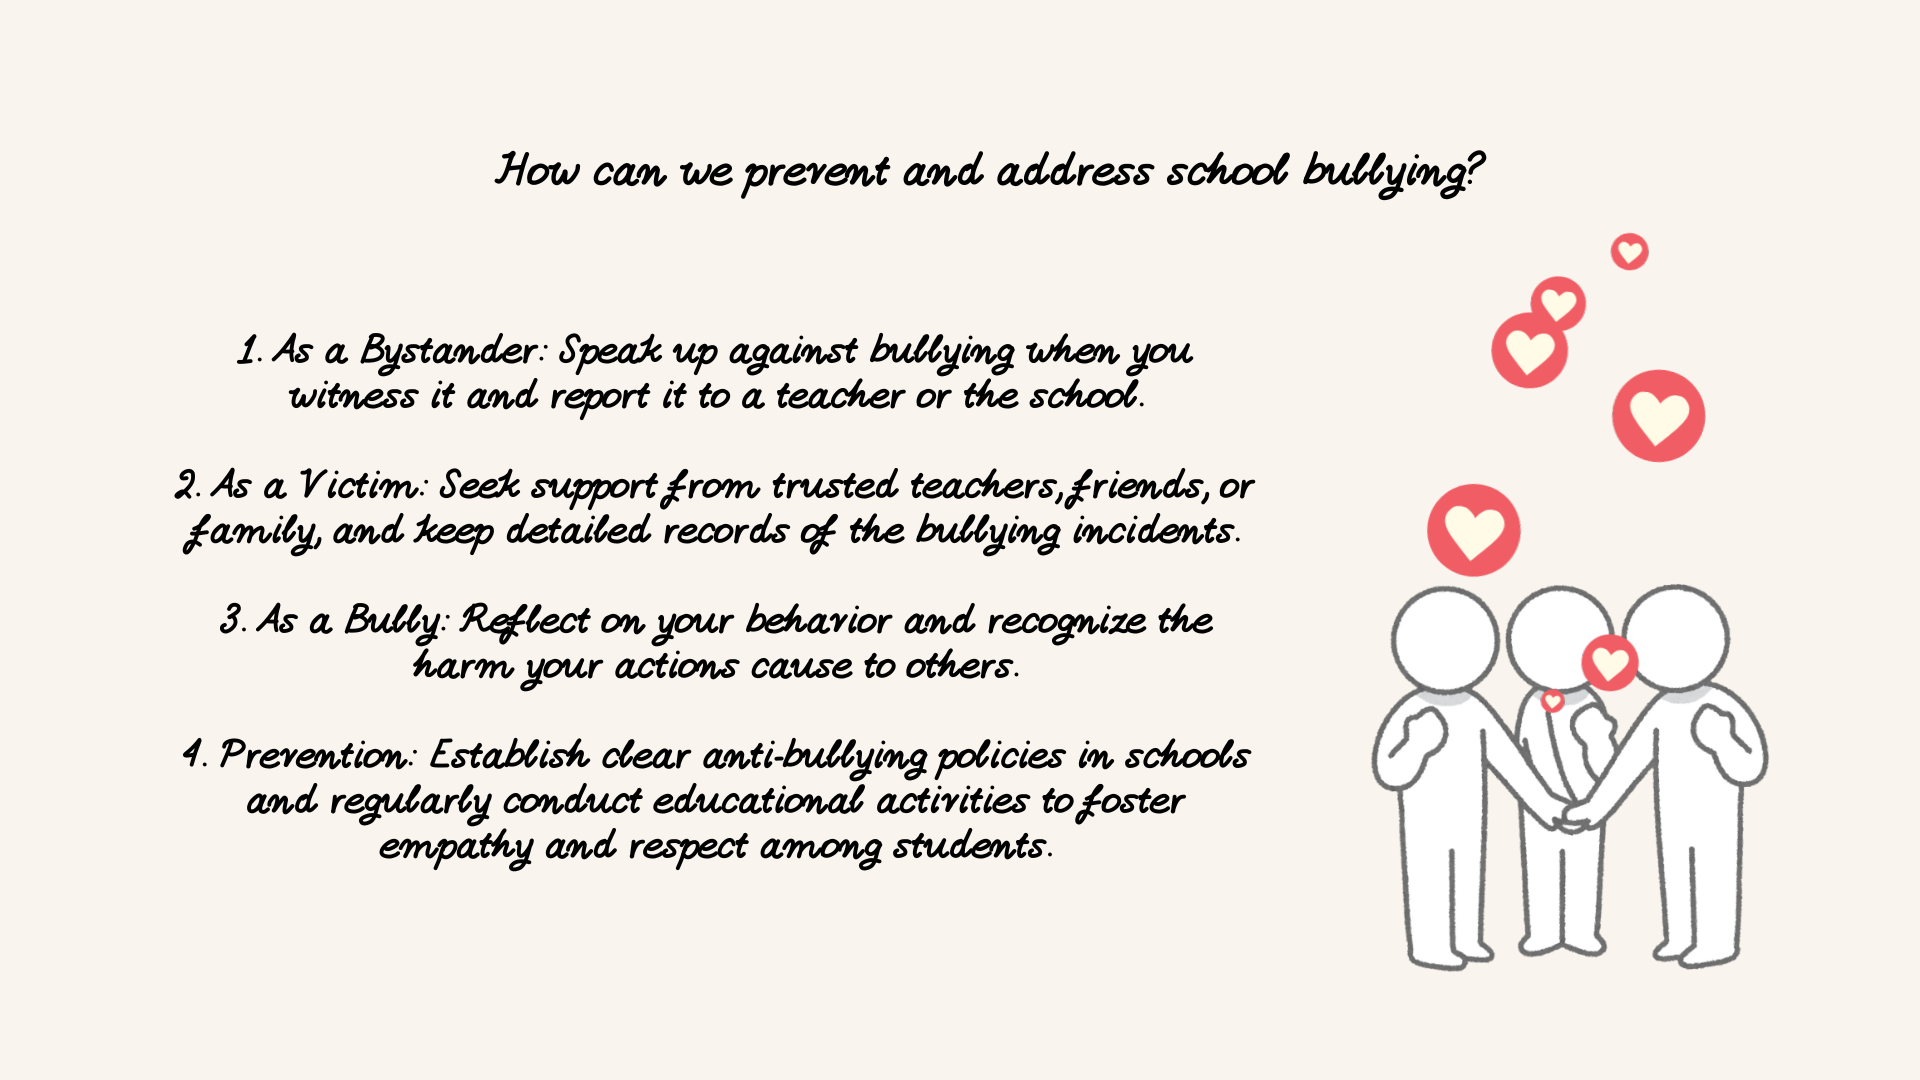 How can we prevent and address school bullying?
1. As a Bystander: Speak up against bullying when you
witness it and report it to a teacher or the school.
2. As a Victim: Seek support from trusted teachers, friends, or
family, and keep detailed records of the bullying incidents.
3. As a Bully: Reflect on your behavior and recognize the
harm your actions cause to others.
4. Prevention: Establish clear anti-bullying policies in schools
and regularly conduct educational activities to foster
empathy and respect among students.